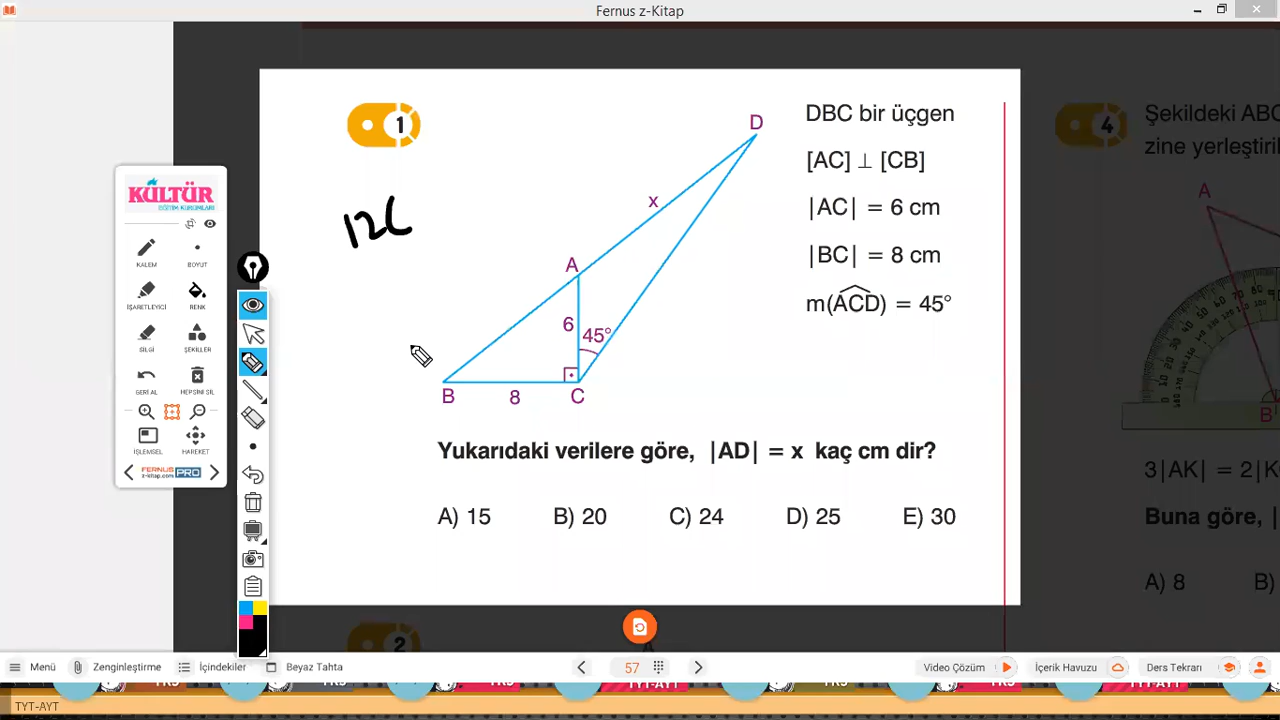 Fernus z-Kitap
1
12C
DBC bir üçgen
[AC] ⊥ [CB]
|AC| = 6 cm
|BC| = 8 cm
m(ACD) = 45°
D
x
A
6
45°
B
8
C
Yukarıdaki verilere göre, |AD| = x kaç cm dir?
A) 15 B) 20 C) 24 D) 25 E) 30
4
Şekildeki ABC
zine yerleştiril
A
B
3|AK| = 2|K
Buna göre, |
A) 8 B)
2
A
KÜLTÜR
EĞİTİM KURUMLARI
KALEM BOYUT
İŞARETLEYİCİ RENK
SİLGİ ŞEKİLLER
GERİ AL HEPSİNİ SİL
İŞLEMSEL HAREKET
FERNUS PRO
z-kitap.com
Menü Zenginleştirme İçindekiler Beyaz Tahta 57 Video Çözüm İçerik Havuzu Ders Tekrarı
TYT-AYT